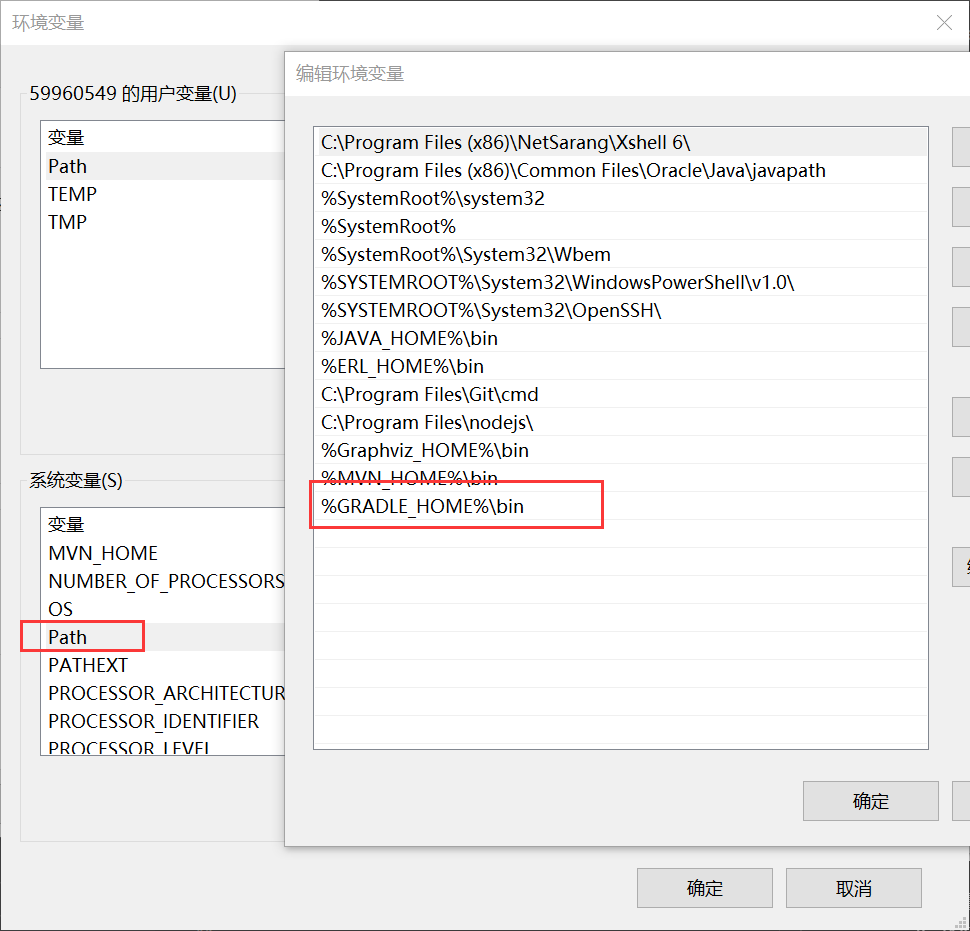 环境变量
59960549 的用户变量(U)
变量
Path
TEMP
TMP
系统变量(S)
变量
MVN_HOME
NUMBER_OF_PROCESSORS
OS
Path
PATHEXT
PROCESSOR_ARCHITECTUR
PROCESSOR_IDENTIFIER
PROCESSOR_LEVEL
编辑环境变量
C:\Program Files (x86)\NetSarang\Xshell 6\
C:\Program Files (x86)\Common Files\Oracle\Java\javapath
%SystemRoot%\system32
%SystemRoot%
%SystemRoot%\System32\Wbem
%SYSTEMROOT%\System32\WindowsPowerShell\v1.0\
%SYSTEMROOT%\System32\OpenSSH\
%JAVA_HOME%\bin
%ERL_HOME%\bin
C:\Program Files\Git\cmd
C:\Program Files\nodejs\
%Graphviz_HOME%\bin
%MVN_HOME%\bin
%GRADLE_HOME%\bin
确定
确定
取消